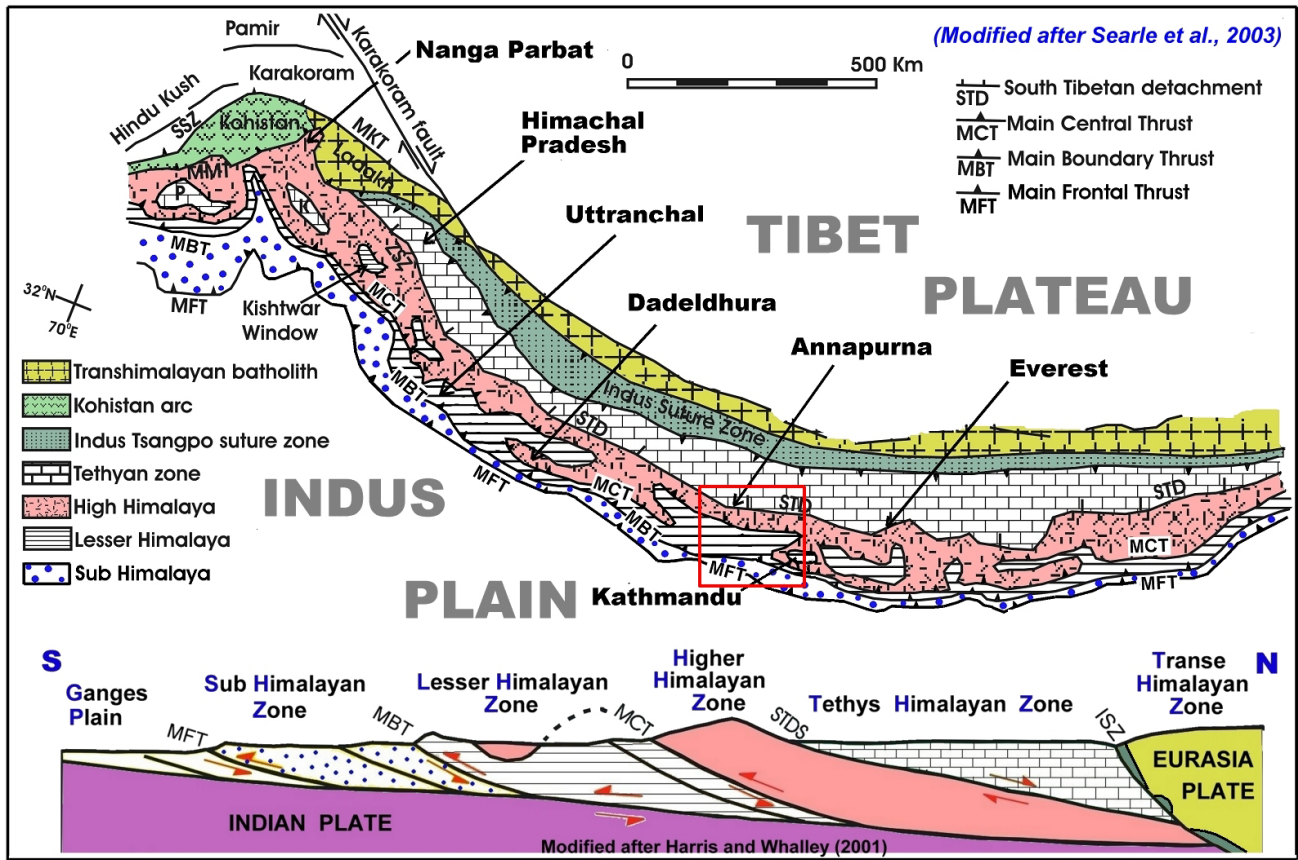 (Modified after Searle et al., 2003)
Pamir
Karakoram
Hindu Kush
SSZ
Kohistan
Karakoram fault
MKT
Ladakh
Nanga Parbat
0 500 Km
STD South Tibetan detachment
MCT Main Central Thrust
MBT Main Boundary Thrust
MFT Main Frontal Thrust
Himachal
Pradesh
Uttranchal
Dadeldhura
Annapurna
Everest
TIBET
PLATEAU
MMT
P
K
ZSZ
MBT
MFT
MCT
Kishtwar
Window
32°N
70°E
MBT
STD
Indus Suture Zone
MFT
MCT
MBT
STD
STD
MCT
MFT
MFT
Kathmandu
INDUS
PLAIN
Transhimalayan batholith
Kohistan arc
Indus Tsangpo suture zone
Tethyan zone
High Himalaya
Lesser Himalaya
Sub Himalaya
S
N
Ganges
Plain
Sub Himalayan
Zone
Lesser Himalayan
Zone
Higher
Himalayan
Zone
Tethys Himalayan Zone
Transe
Himalayan
Zone
MFT
MBT
MCT
STDS
ISZ
EURASIA
PLATE
INDIAN PLATE
Modified after Harris and Whalley (2001)